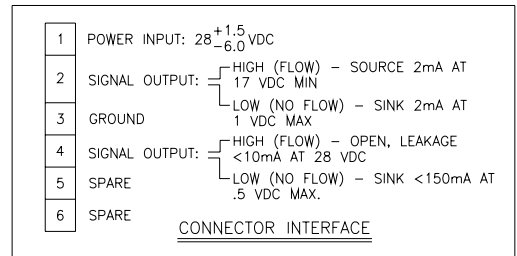 1 POWER INPUT: 28 +1.5 -6.0 VDC
2 SIGNAL OUTPUT: HIGH (FLOW) – SOURCE 2mA AT
17 VDC MIN
LOW (NO FLOW) – SINK 2mA AT
1 VDC MAX
3 GROUND
4 SIGNAL OUTPUT: HIGH (FLOW) – OPEN, LEAKAGE
<10mA AT 28 VDC
LOW (NO FLOW) – SINK <150mA AT
.5 VDC MAX.
5 SPARE
6 SPARE
CONNECTOR INTERFACE